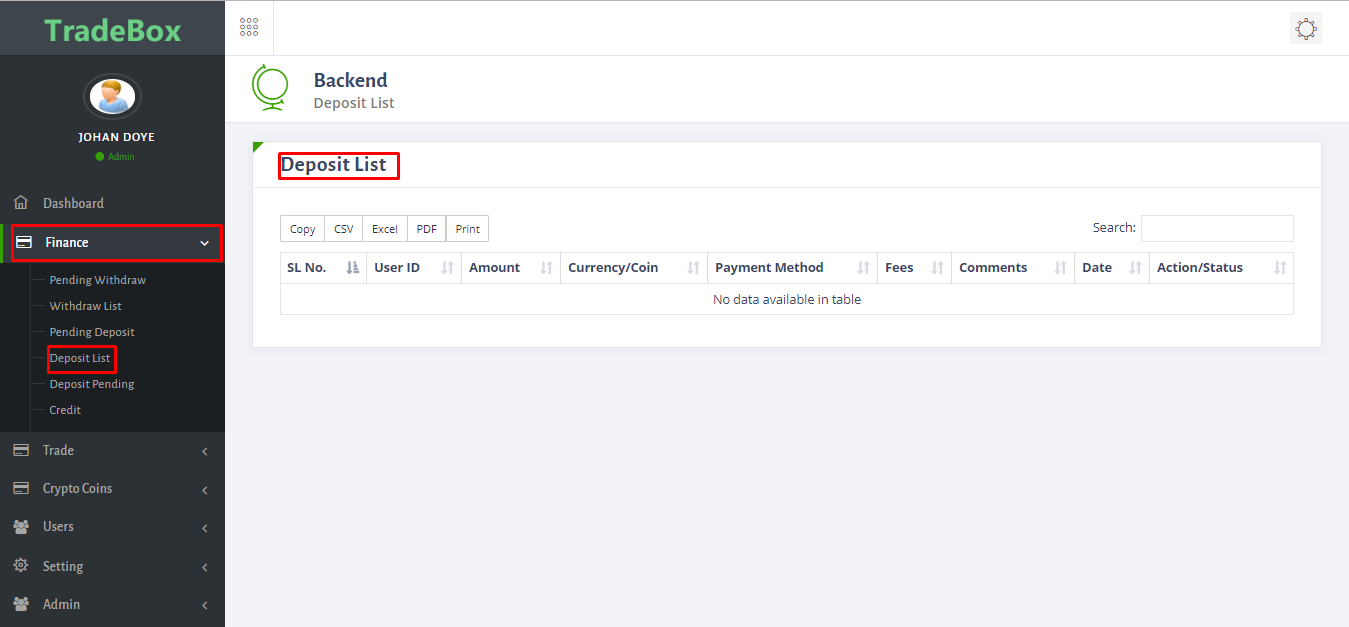 TradeBox
JOHAN DOYE
Admin
Dashboard
Finance
Pending Withdraw
Withdraw List
Pending Deposit
Deposit List
Deposit Pending
Credit
Trade
Crypto Coins
Users
Setting
Admin
Backend
Deposit List
Deposit List
Copy CSV Excel PDF Print
Search:
SL No. User ID Amount Currency/Coin Payment Method Fees Comments Date Action/Status
No data available in table